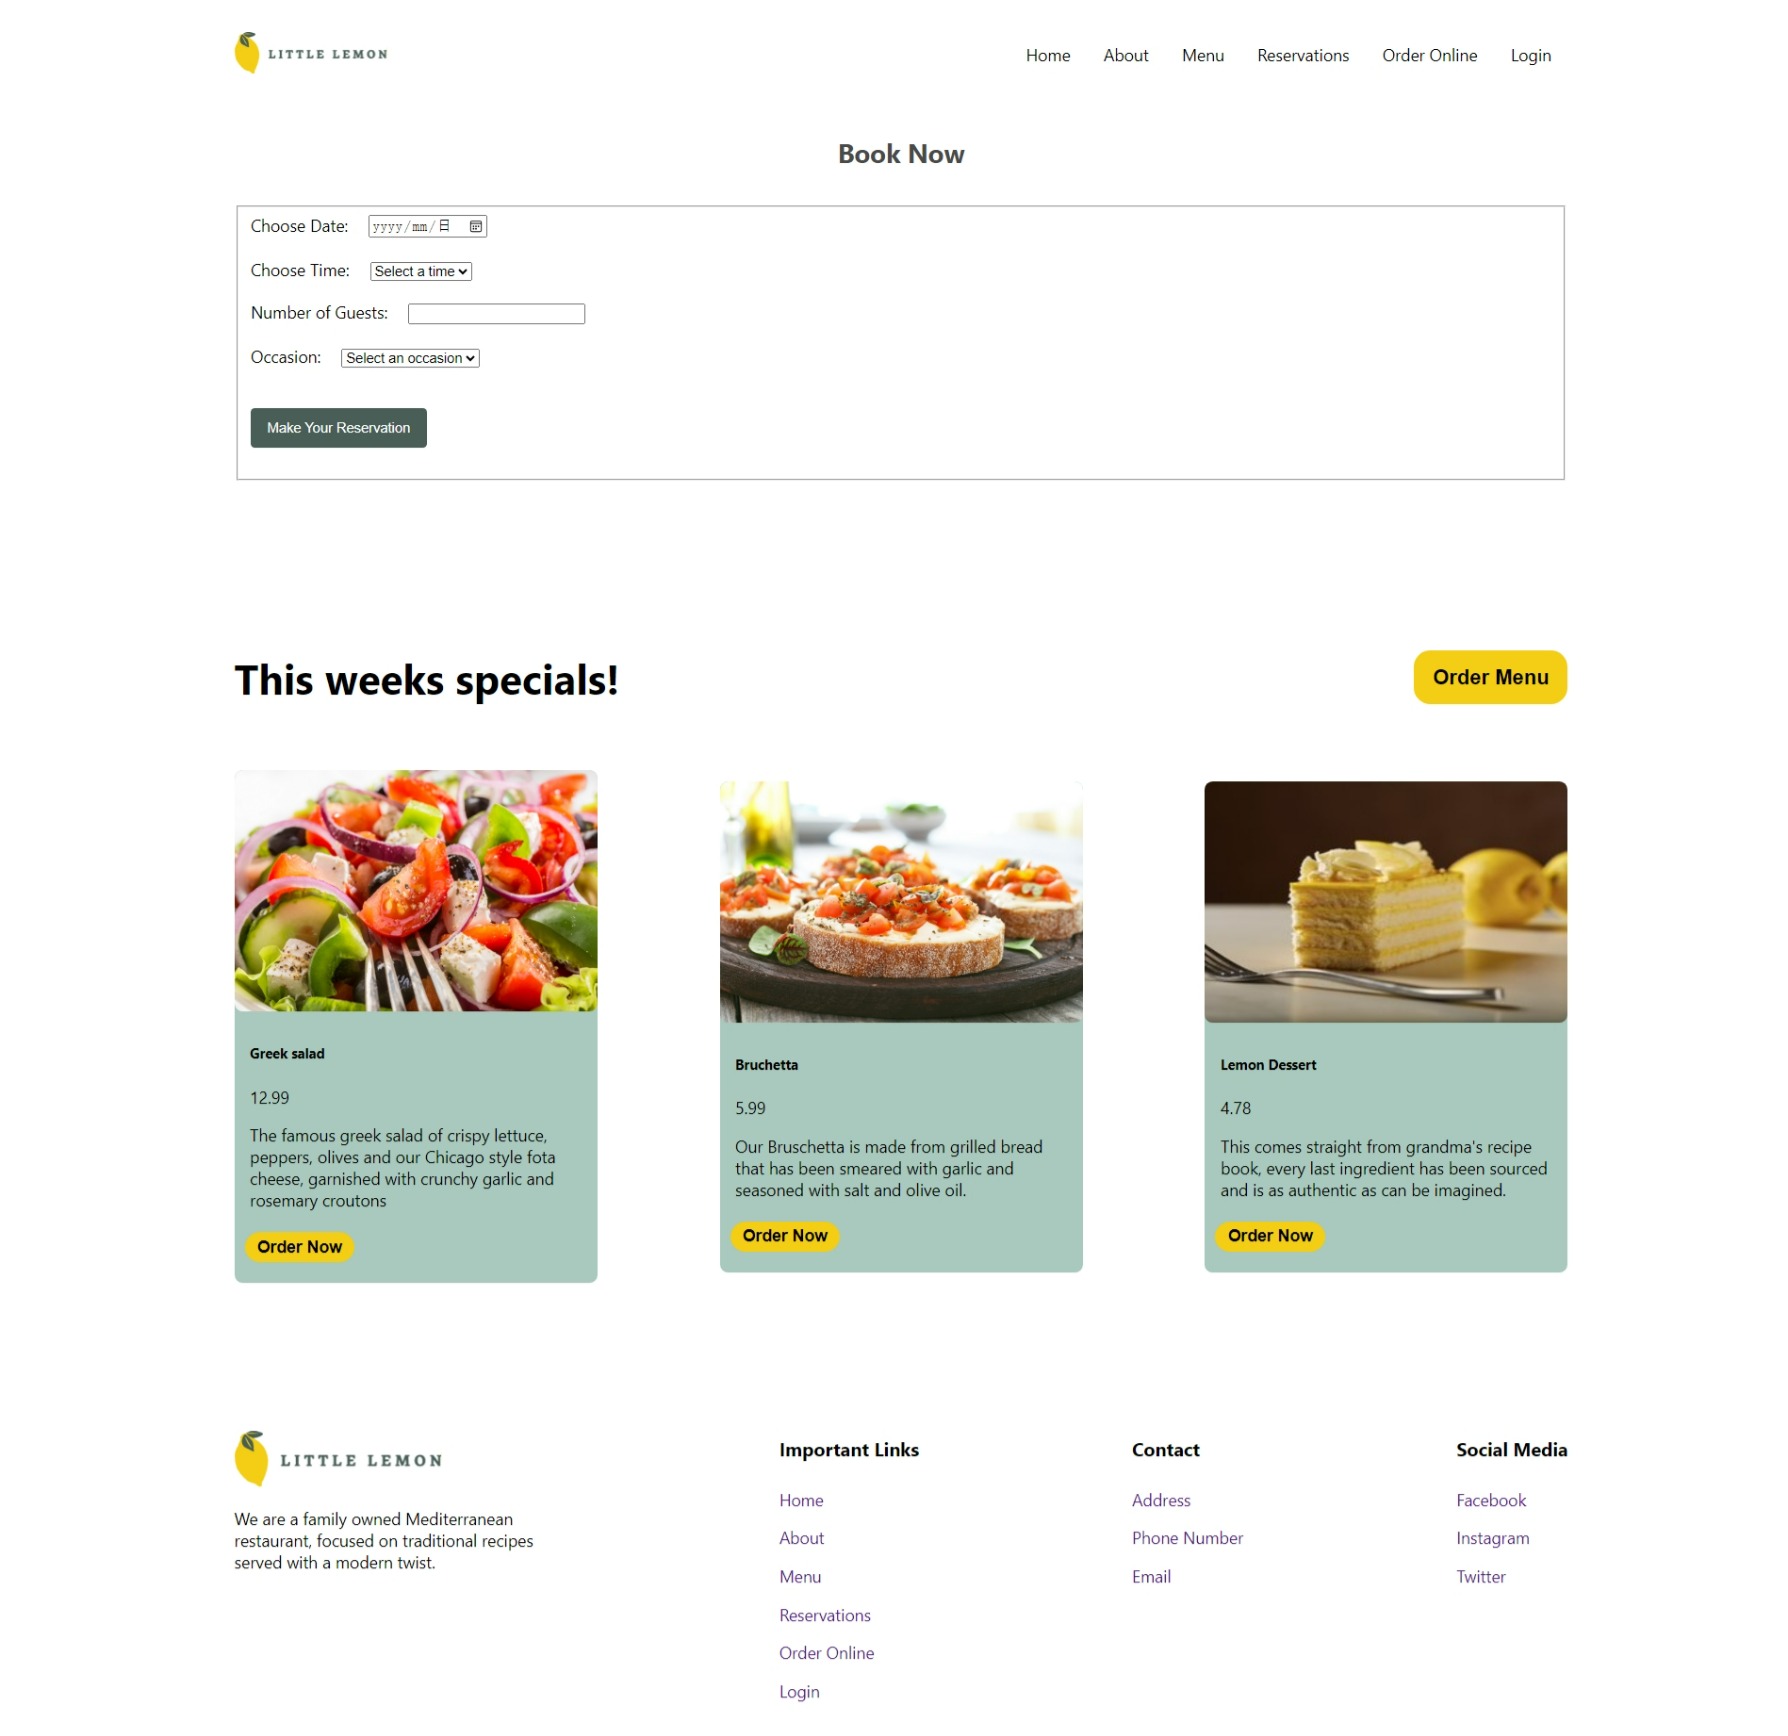 LITTLE LEMON
Home About Menu Reservations Order Online Login
Book Now
Choose Date: yyyy/mm/日
Choose Time: Select a time
Number of Guests:
Occasion: Select an occasion
Make Your Reservation
This weeks specials!
Order Menu
Greek salad
12.99
The famous greek salad of crispy lettuce,
peppers, olives and our Chicago style fota
cheese, garnished with crunchy garlic and
rosemary croutons
Order Now
Bruchetta
5.99
Our Bruschetta is made from grilled bread
that has been smeared with garlic and
seasoned with salt and olive oil.
Order Now
Lemon Dessert
4.78
This comes straight from grandma's recipe
book, every last ingredient has been sourced
and is as authentic as can be imagined.
Order Now
LITTLE LEMON
We are a family owned Mediterranean
restaurant, focused on traditional recipes
served with a modern twist.
Important Links
Home
About
Menu
Reservations
Order Online
Login
Contact
Address
Phone Number
Email
Social Media
Facebook
Instagram
Twitter